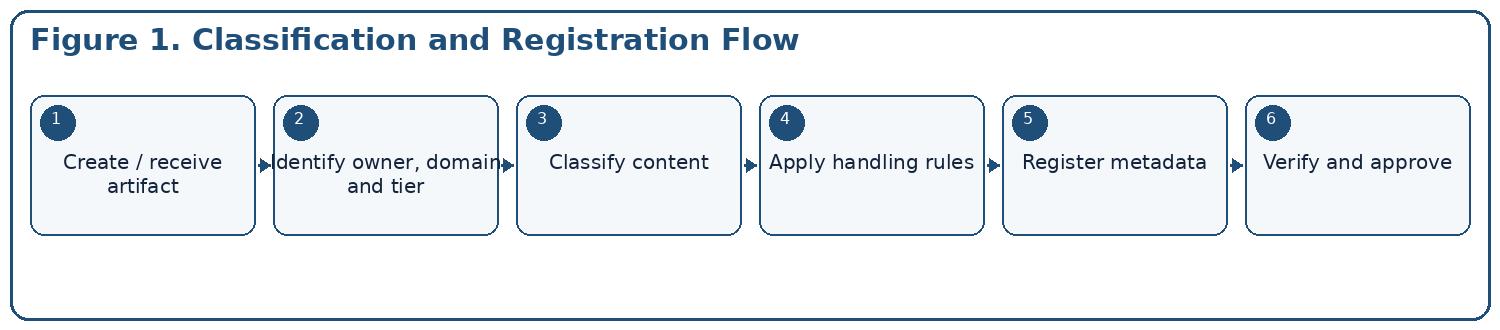 Figure 1. Classification and Registration Flow
1
Create / receive
artifact
2
Identify owner, domain,
and tier
3
Classify content
4
Apply handling rules
5
Register metadata
6
Verify and approve